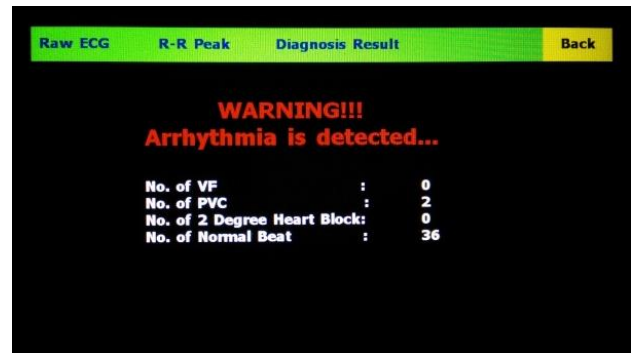 Raw ECG R-R Peak Diagnosis Result Back
WARNING!!!
Arrhythmia is detected...
No. of VF : 0
No. of PVC : 2
No. of 2 Degree Heart Block: 0
No. of Normal Beat : 36